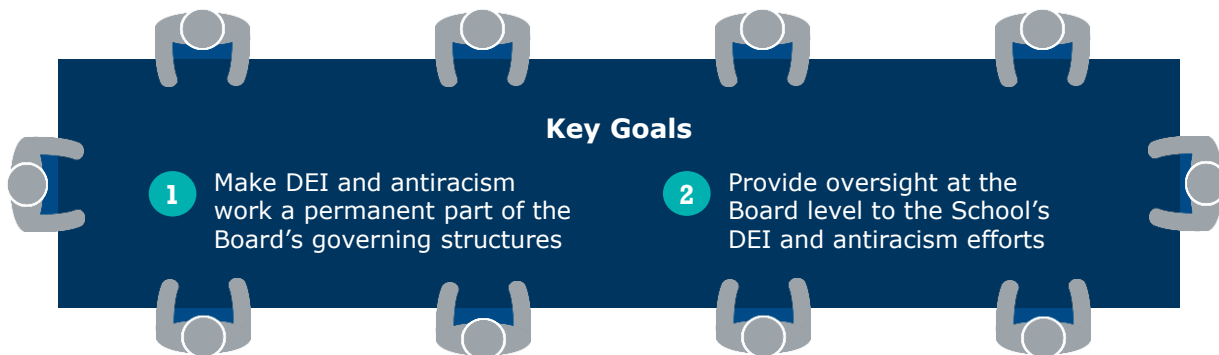 Key Goals
1
Make DEI and antiracism
work a permanent part of the
Board’s governing structures
2
Provide oversight at the
Board level to the School’s
DEI and antiracism efforts